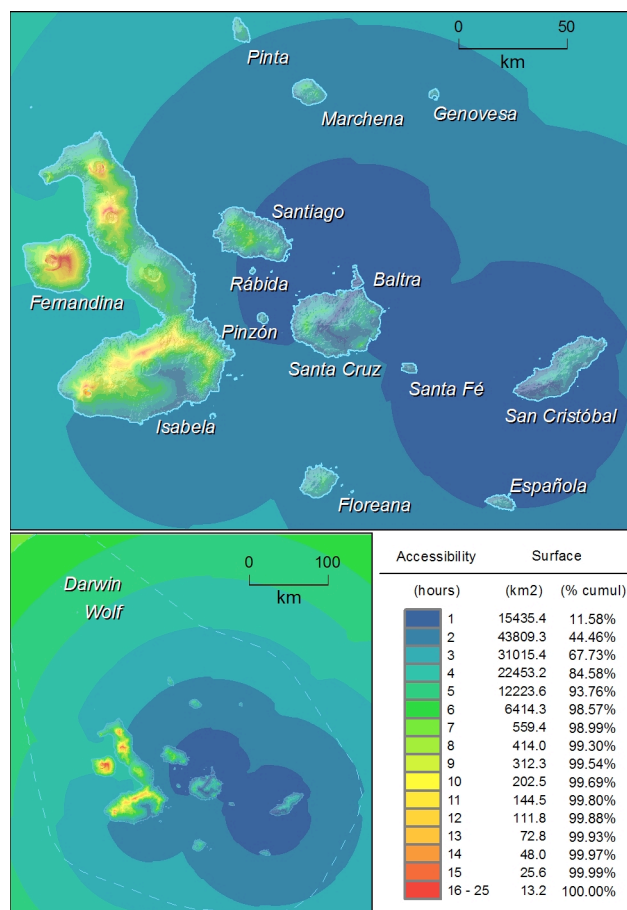 0 50
km
Pinta
Marchena
Genovesa
Santiago
Rábida
Baltra
Fernandina
Pinzón
Santa Cruz
Santa Fé
San Cristóbal
Isabela
Floreana
Española
0 100
km
Darwin
Wolf
Accessibility Surface
(hours) (km2) (% cumul)
1 15435.4 11.58%
2 43809.3 44.46%
3 31015.4 67.73%
4 22453.2 84.58%
5 12223.6 93.76%
6 6414.3 98.57%
7 559.4 98.99%
8 414.0 99.30%
9 312.3 99.54%
10 202.5 99.69%
11 144.5 99.80%
12 111.8 99.88%
13 72.8 99.93%
14 48.0 99.97%
15 25.6 99.99%
16 - 25 13.2 100.00%